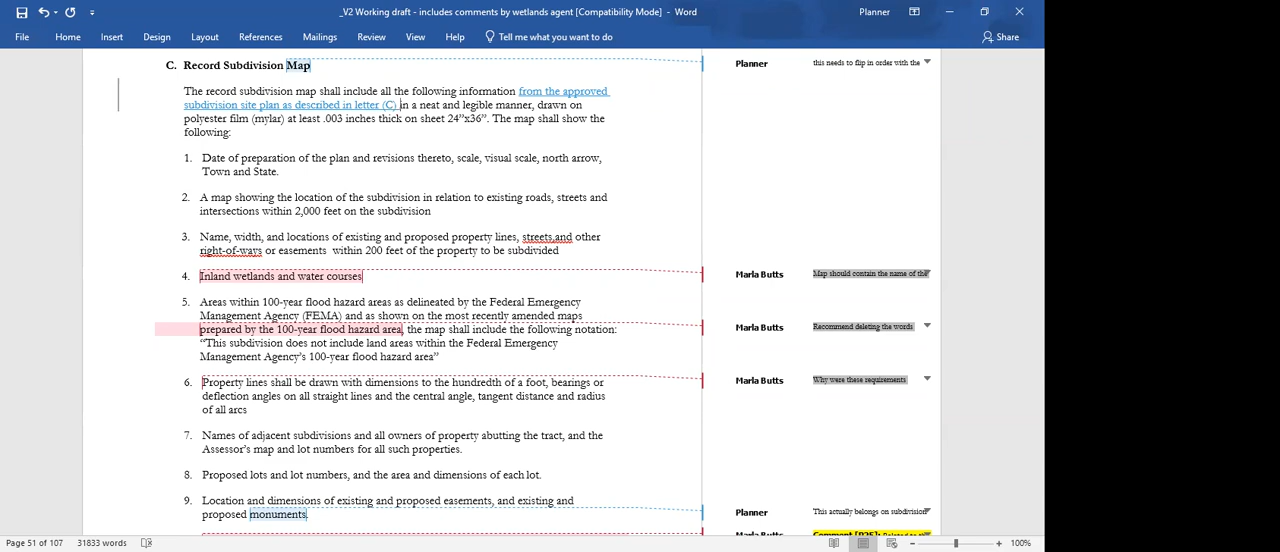 _V2 Working draft - includes comments by wetlands agent [Compatibility Mode] - Word
Planner
File Home Insert Design Layout References Mailings Review View Help Tell me what you want to do Share
C. Record Subdivision Map
Planner this needs to flip in order with the
The record subdivision map shall include all the following information from the approved
subdivision site plan as described in letter (C) in a neat and legible manner, drawn on
polyester film (mylar) at least .003 inches thick on sheet 24”x36”. The map shall show the
following:
1. Date of preparation of the plan and revisions thereto, scale, visual scale, north arrow,
Town and State.
2. A map showing the location of the subdivision in relation to existing roads, streets and
intersections within 2,000 feet on the subdivision
3. Name, width, and locations of existing and proposed property lines, streets,and other
right-of-ways or easements within 200 feet of the property to be subdivided
4. Inland wetlands and water courses
Marla Butts Map should contain the name of the
5. Areas within 100-year flood hazard areas as delineated by the Federal Emergency
Management Agency (FEMA) and as shown on the most recently amended maps
prepared by the 100-year flood hazard area, the map shall include the following notation:
Marla Butts Recommend deleting the words
“This subdivision does not include land areas within the Federal Emergency
Management Agency’s 100-year flood hazard area”
6. Property lines shall be drawn with dimensions to the hundredth of a foot, bearings or
Marla Butts Why were these requirements
deflection angles on all straight lines and the central angle, tangent distance and radius
of all arcs
7. Names of adjacent subdivisions and all owners of property abutting the tract, and the
Assessor’s map and lot numbers for all such properties.
8. Proposed lots and lot numbers, and the area and dimensions of each lot.
9. Location and dimensions of existing and proposed easements, and existing and
proposed monuments.
Planner This actually belongs on subdivision
Marla Butts Comment [P25]: Related to the
Page 51 of 107 31833 words 100%